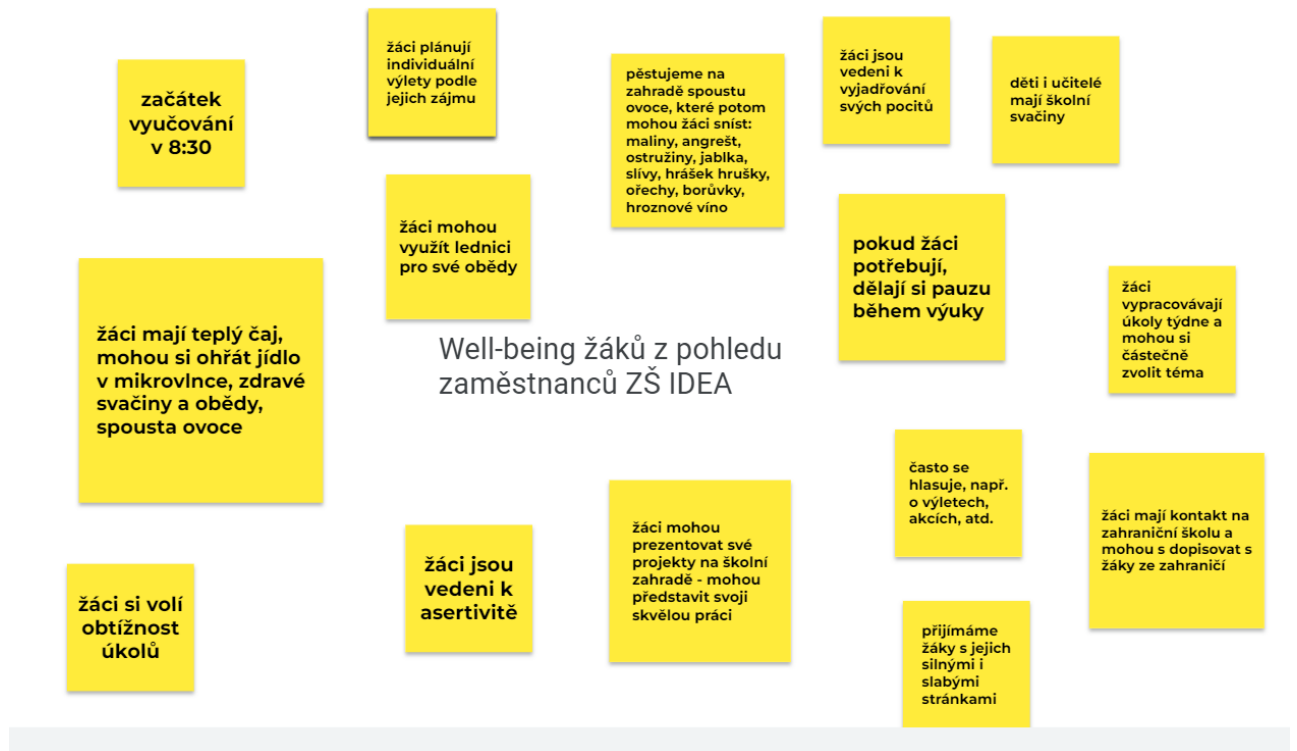 začátek
vyučování
v 8:30
žáci plánují
individuální
výlety podle
jejich zájmu
pěstujeme na
zahradě spoustu
ovoce, které potom
mohou žáci sníst:
maliny, angrešt,
ostružiny, jablka,
slívy, hrášek hrušky,
ořechy, borůvky,
hroznové víno
žáci jsou
vedeni k
vyjadřování
svých pocitů
děti i učitelé
mají školní
svačiny
žáci mohou
využít lednici
pro své obědy
pokud žáci
potřebují,
dělají si pauzu
během výuky
žáci
vypracovávají
úkoly týdne a
mohou si
částečně
zvolit téma
žáci mají teplý čaj,
mohou si ohřát jídlo
v mikrovlnce, zdravé
svačiny a obědy,
spousta ovoce
Well-being žáků z pohledu
zaměstnanců ZŠ IDEA
často se
hlasuje, např.
o výletech,
akcích, atd.
žáci mají kontakt na
zahraniční školu a
mohou s dopisovat s
žáky ze zahraničí
žáci si volí
obtížnost
úkolů
žáci jsou
vedeni k
asertivitě
žáci mohou
prezentovat své
projekty na školní
zahradě - mohou
představit svoji
skvělou práci
přijímáme
žáky s jejich
silnými i
slabými
stránkami